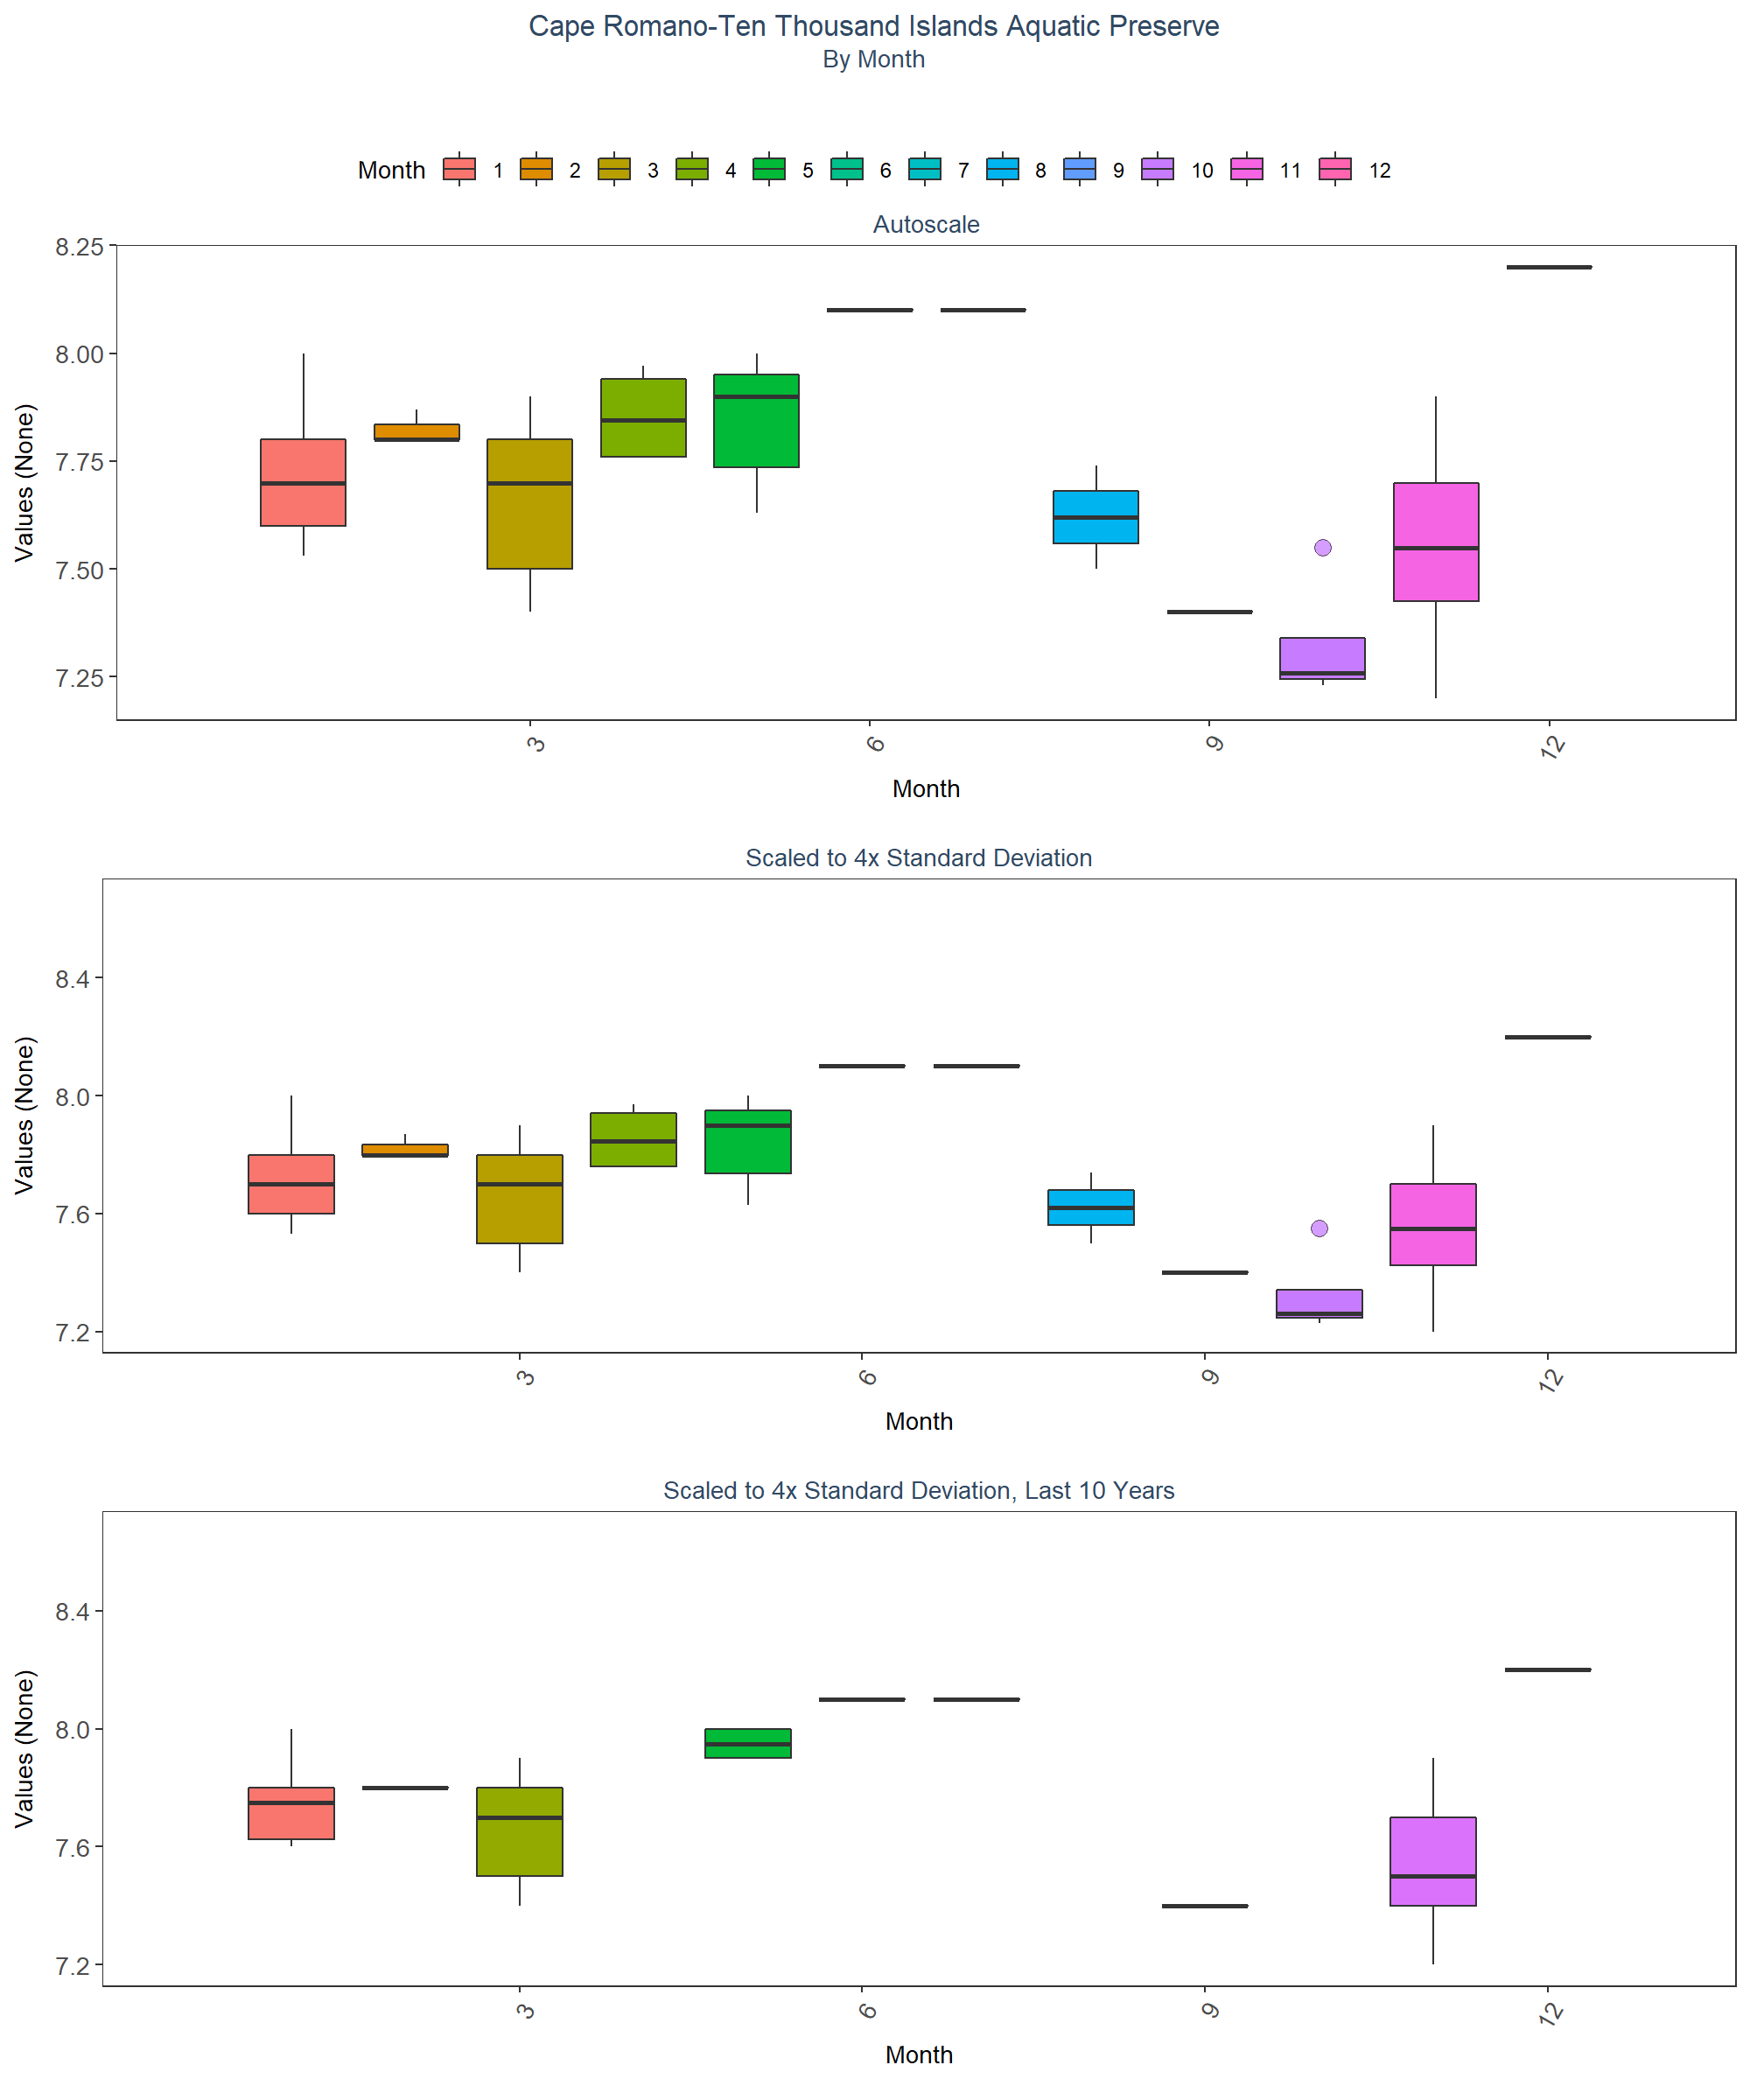 Cape Romano-Ten Thousand Islands Aquatic Preserve
By Month
Month 1 2 3 4 5 6 7 8 9 10 11 12
Autoscale
Values (None)
8.25
8.00
7.75
7.50
7.25
3 6 9 12
Month
Scaled to 4x Standard Deviation
Values (None)
8.4
8.0
7.6
7.2
3 6 9 12
Month
Scaled to 4x Standard Deviation, Last 10 Years
Values (None)
8.4
8.0
7.6
7.2
3 6 9 12
Month